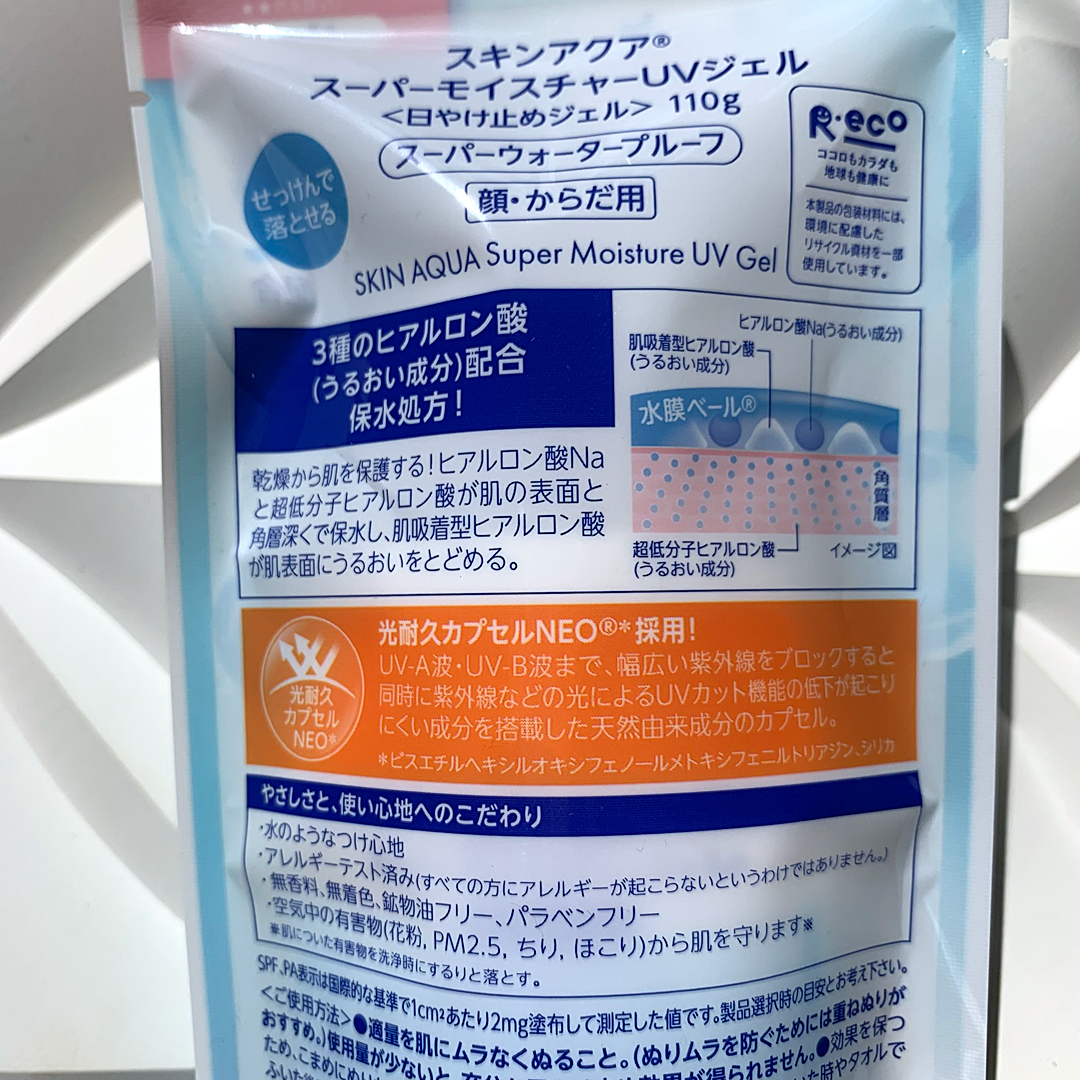 スキンアクア®
スーパーモイスチャーUVジェル
<日やけ止めジェル> 110g
スーパーウォータープルーフ
顔・からだ用
せっけんで
落とせる
R・eco
ココロもカラダも
地球も健康に
本製品の包装材料には、
環境に配慮した
リサイクル資材を一部
使用しています。
SKIN AQUA Super Moisture UV Gel
3種のヒアルロン酸
(うるおい成分)配合
保水処方!
乾燥から肌を保護する!ヒアルロン酸Na
と超低分子ヒアルロン酸が肌の表面と
角層深くで保水し、肌吸着型ヒアルロン酸
が肌表面にうるおいをとどめる。
ヒアルロン酸Na(うるおい成分)
肌吸着型ヒアルロン酸
(うるおい成分)
水膜ベール®
角質層
超低分子ヒアルロン酸
(うるおい成分)
イメージ図
光耐久
カプセル
NEO*
光耐久カプセルNEO®*採用!
UV-A波・UV-B波まで、幅広い紫外線をブロックすると
同時に紫外線などの光によるUVカット機能の低下が起こり
にくい成分を搭載した天然由来成分のカプセル。
*ビスエチルヘキシルオキシフェノールメトキシフェニルトリアジン、シリカ
やさしさと、使い心地へのこだわり
・水のようなつけ心地
・アレルギーテスト済み(すべての方にアレルギーが起こらないというわけではありません。)
・無香料、無着色、鉱物油フリー、パラベンフリー
・空気中の有害物(花粉, PM2.5, ちり, ほこり)から肌を守ります※
※肌についた有害物を洗浄時にするりと落とす。
SPF、PA表示は国際的な基準で1cm²あたり2mg塗布して測定した値です。製品選択時の目安とお考え下さい。
<ご使用方法>●適量を肌にムラなくぬること。(ぬりムラを防ぐためには重ねぬりが
おすすめ。)使用量が少ないと、充分な効果が得られません。●効果を保つ
ため、こまめにぬり